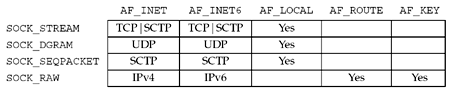 AF_INET AF_INET6 AF_LOCAL AF_ROUTE AF_KEY
SOCK_STREAM TCP|SCTP TCP|SCTP Yes
SOCK_DGRAM UDP UDP Yes
SOCK_SEQPACKET SCTP SCTP Yes
SOCK_RAW IPv4 IPv6 Yes Yes